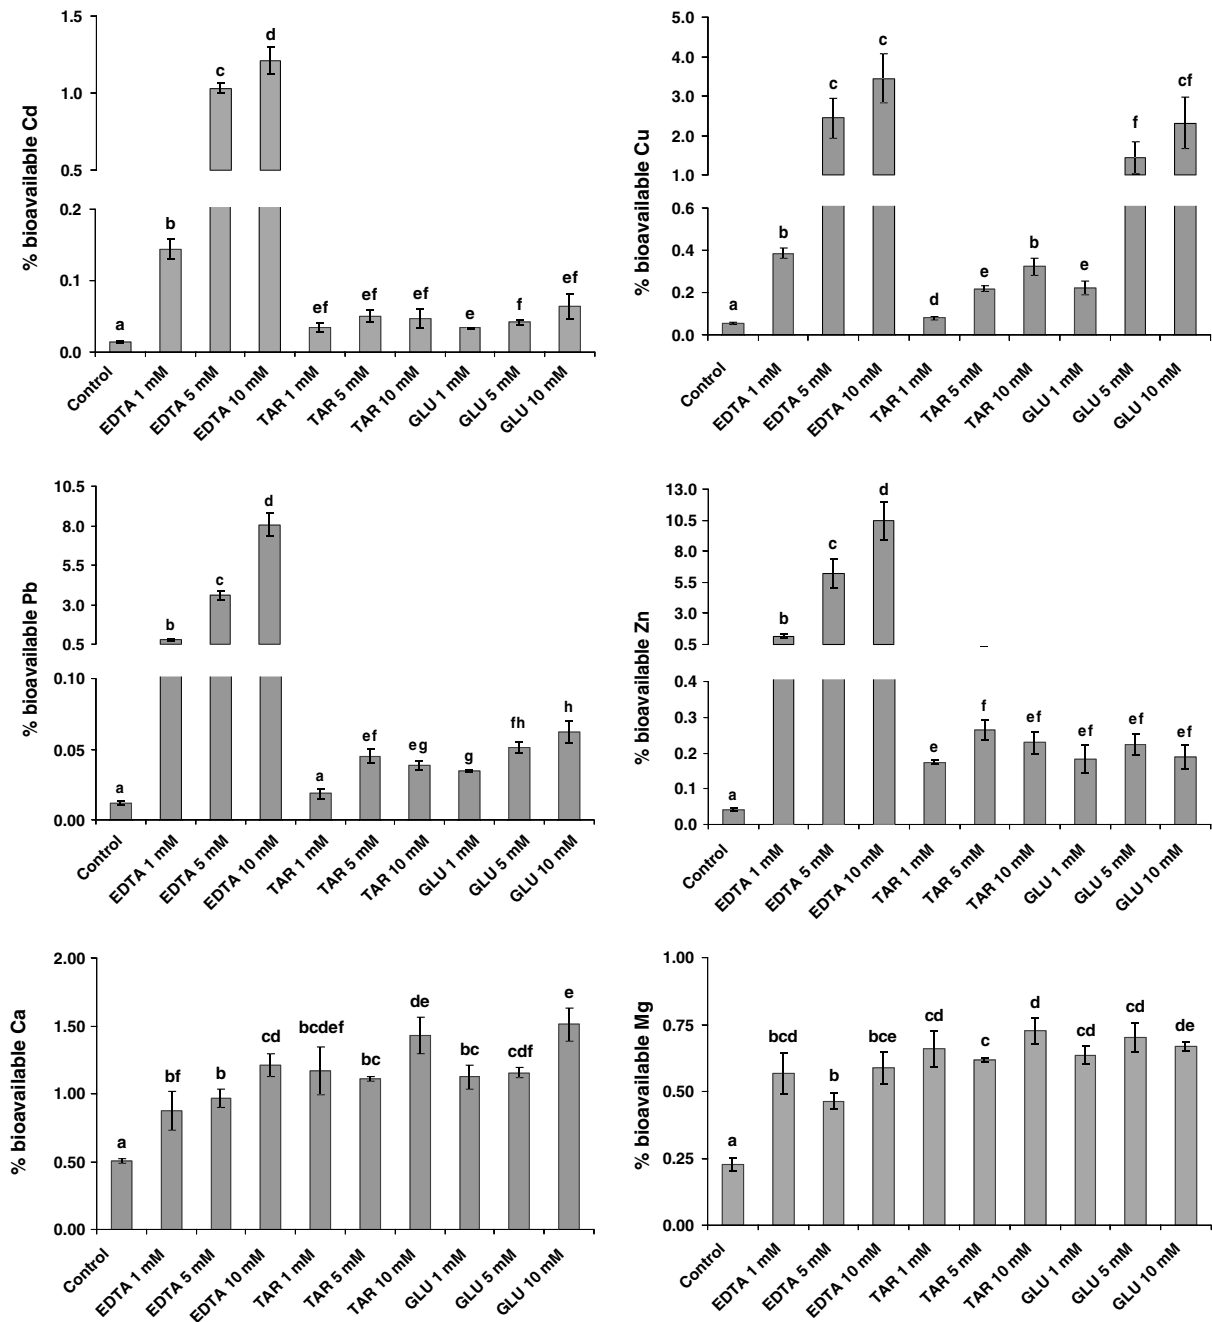 % bioavailable Cd
1.5
1.0
0.5
0.2
0.1
0.0
a
b
c
d
ef
ef
ef
e
f
ef
Control
EDTA 1 mM
EDTA 5 mM
EDTA 10 mM
TAR 1 mM
TAR 5 mM
TAR 10 mM
GLU 1 mM
GLU 5 mM
GLU 10 mM
% bioavailable Cu
5.0
4.0
3.0
2.0
1.0
0.6
0.4
0.2
0.0
a
b
c
c
d
e
b
e
f
cf
Control
EDTA 1 mM
EDTA 5 mM
EDTA 10 mM
TAR 1 mM
TAR 5 mM
TAR 10 mM
GLU 1 mM
GLU 5 mM
GLU 10 mM
% bioavailable Pb
10.5
8.0
5.5
3.0
0.5
0.10
0.05
0.00
a
b
c
d
a
ef
eg
g
fh
h
Control
EDTA 1 mM
EDTA 5 mM
EDTA 10 mM
TAR 1 mM
TAR 5 mM
TAR 10 mM
GLU 1 mM
GLU 5 mM
GLU 10 mM
% bioavailable Zn
13.0
10.5
8.0
5.5
3.0
0.5
0.4
0.3
0.2
0.1
0.0
a
b
c
d
e
f
ef
ef
ef
ef
Control
EDTA 1 mM
EDTA 5 mM
EDTA 10 mM
TAR 1 mM
TAR 5 mM
TAR 10 mM
GLU 1 mM
GLU 5 mM
GLU 10 mM
% bioavailable Ca
2.00
1.50
1.00
0.50
0.00
a
bf
b
cd
bcdef
bc
de
bc
cdf
e
Control
EDTA 1 mM
EDTA 5 mM
EDTA 10 mM
TAR 1 mM
TAR 5 mM
TAR 10 mM
GLU 1 mM
GLU 5 mM
GLU 10 mM
% bioavailable Mg
1.00
0.75
0.50
0.25
0.00
a
bcd
b
bce
cd
c
d
cd
cd
de
Control
EDTA 1 mM
EDTA 5 mM
EDTA 10 mM
TAR 1 mM
TAR 5 mM
TAR 10 mM
GLU 1 mM
GLU 5 mM
GLU 10 mM